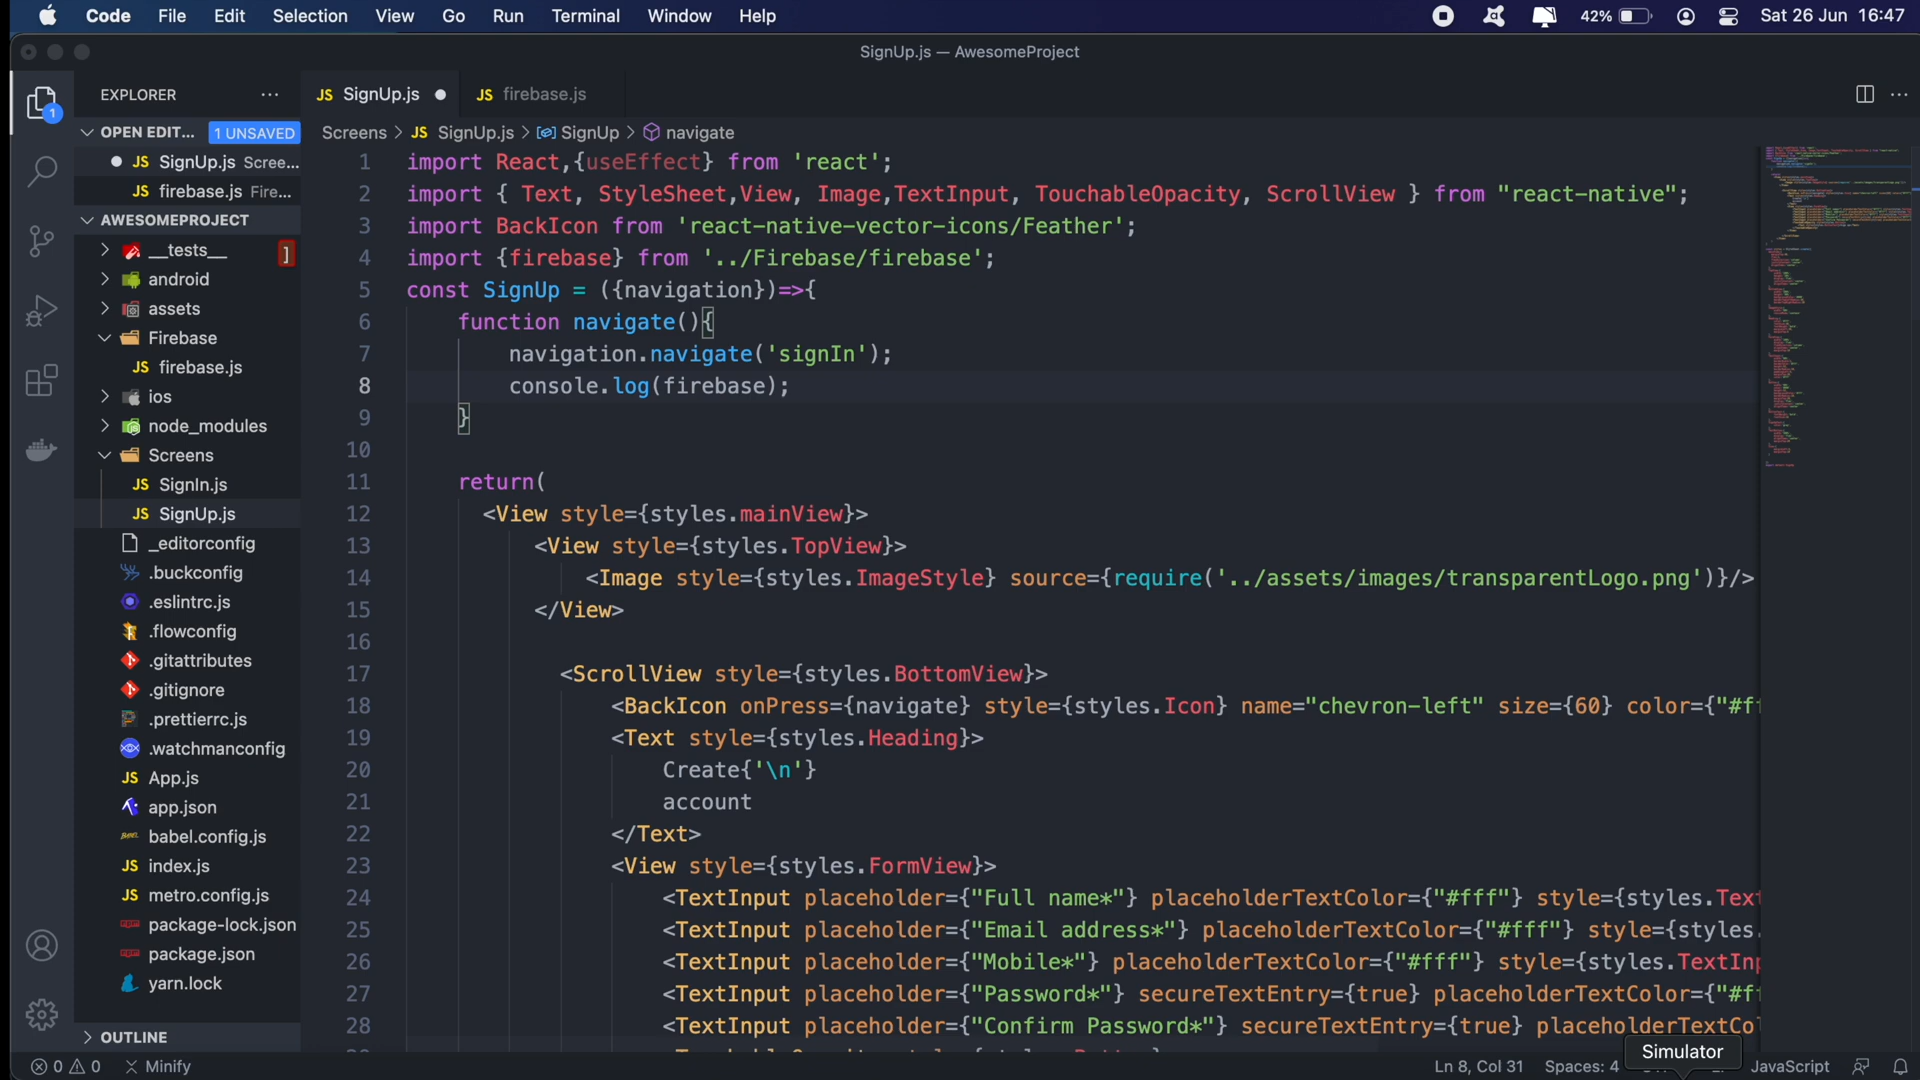 Code File Edit Selection View Go Run Terminal Window Help
42% Sat 26 Jun 16:47
SignUp.js — AwesomeProject
EXPLORER ···
JS SignUp.js ●
JS firebase.js
OPEN EDIT... 1 UNSAVED
● JS SignUp.js Scree...
JS firebase.js Fire...
AWESOMEPROJECT
__tests__
android
assets
Firebase
JS firebase.js
ios
node_modules
Screens
JS SignIn.js
JS SignUp.js
_editorconfig
.buckconfig
.eslintrc.js
.flowconfig
.gitattributes
.gitignore
.prettierrc.js
.watchmanconfig
JS App.js
app.json
babel.config.js
JS index.js
JS metro.config.js
package-lock.json
package.json
yarn.lock
OUTLINE
Screens > JS SignUp.js > SignUp > navigate
1 import React,{useEffect} from 'react';
2 import { Text, StyleSheet,View, Image,TextInput, TouchableOpacity, ScrollView } from "react-native";
3 import BackIcon from 'react-native-vector-icons/Feather';
4 import {firebase} from '../Firebase/firebase';
5 const SignUp = ({navigation})=>{
6 function navigate(){
7 navigation.navigate('signIn');
8 console.log(firebase);
9 }
10
11 return(
12 <View style={styles.mainView}>
13 <View style={styles.TopView}>
14 <Image style={styles.ImageStyle} source={require('../assets/images/transparentLogo.png')}/>
15 </View>
16
17 <ScrollView style={styles.BottomView}>
18 <BackIcon onPress={navigate} style={styles.Icon} name="chevron-left" size={60} color={"#ff
19 <Text style={styles.Heading}>
20 Create{'\n'}
21 account
22 </Text>
23 <View style={styles.FormView}>
24 <TextInput placeholder={"Full name*"} placeholderTextColor={"#fff"} style={styles.Text
25 <TextInput placeholder={"Email address*"} placeholderTextColor={"#fff"} style={styles.
26 <TextInput placeholder={"Mobile*"} placeholderTextColor={"#fff"} style={styles.TextInp
27 <TextInput placeholder={"Password*"} secureTextEntry={true} placeholderTextColor={"#ff
28 <TextInput placeholder={"Confirm Password*"} secureTextEntry={true} placeholderTextCo
Simulator
0 0 Minify
Ln 8, Col 31 Spaces: 4 JavaScript